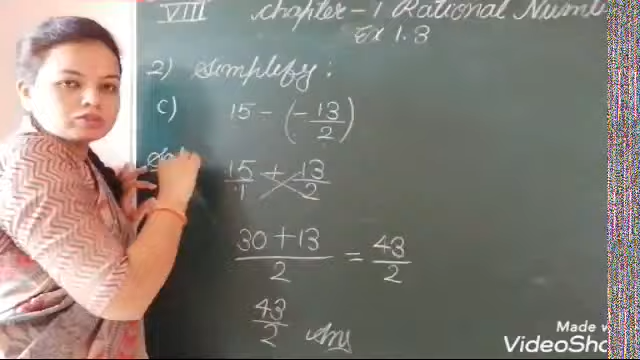 VIII Chapter-1 Rational Numb
Ex 1.3
2) Simplify:
c) 15 - (-13/2)
Sol 15/1 + 13/2
30+13/2 = 43/2
43/2 Ans
Made w
VideoSho